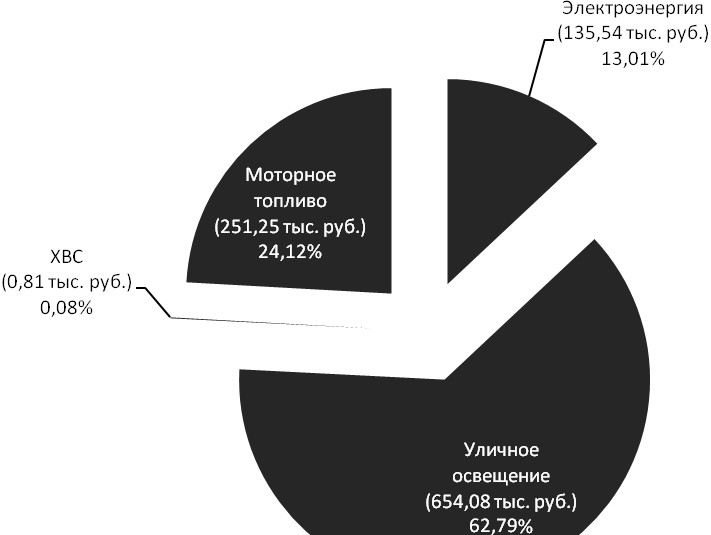 Электроэнергия
(135,54 тыс. руб.)
13,01%
Моторное
топливо
(251,25 тыс. руб.)
24,12%
ХВС
(0,81 тыс. руб.)
0,08%
Уличное
освещение
(654,08 тыс. руб.)
62,79%